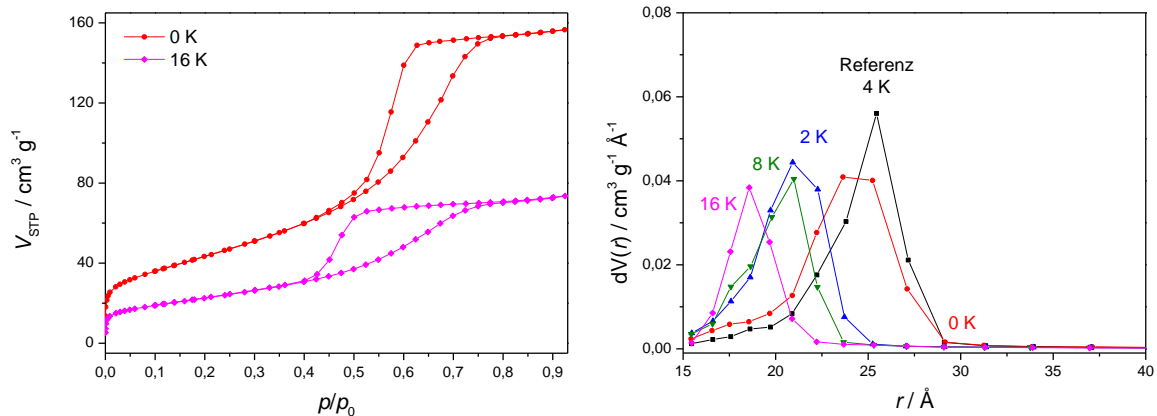 160
120
80
40
0
V_STP / cm³ g⁻¹
0 K
16 K
0,0 0,1 0,2 0,3 0,4 0,5 0,6 0,7 0,8 0,9
p/p₀
0,08
0,06
0,04
0,02
0,00
dV(r) / cm³ g⁻¹ Å⁻¹
Referenz
4 K
2 K
8 K
16 K
0 K
15 20 25 30 35 40
r / Å